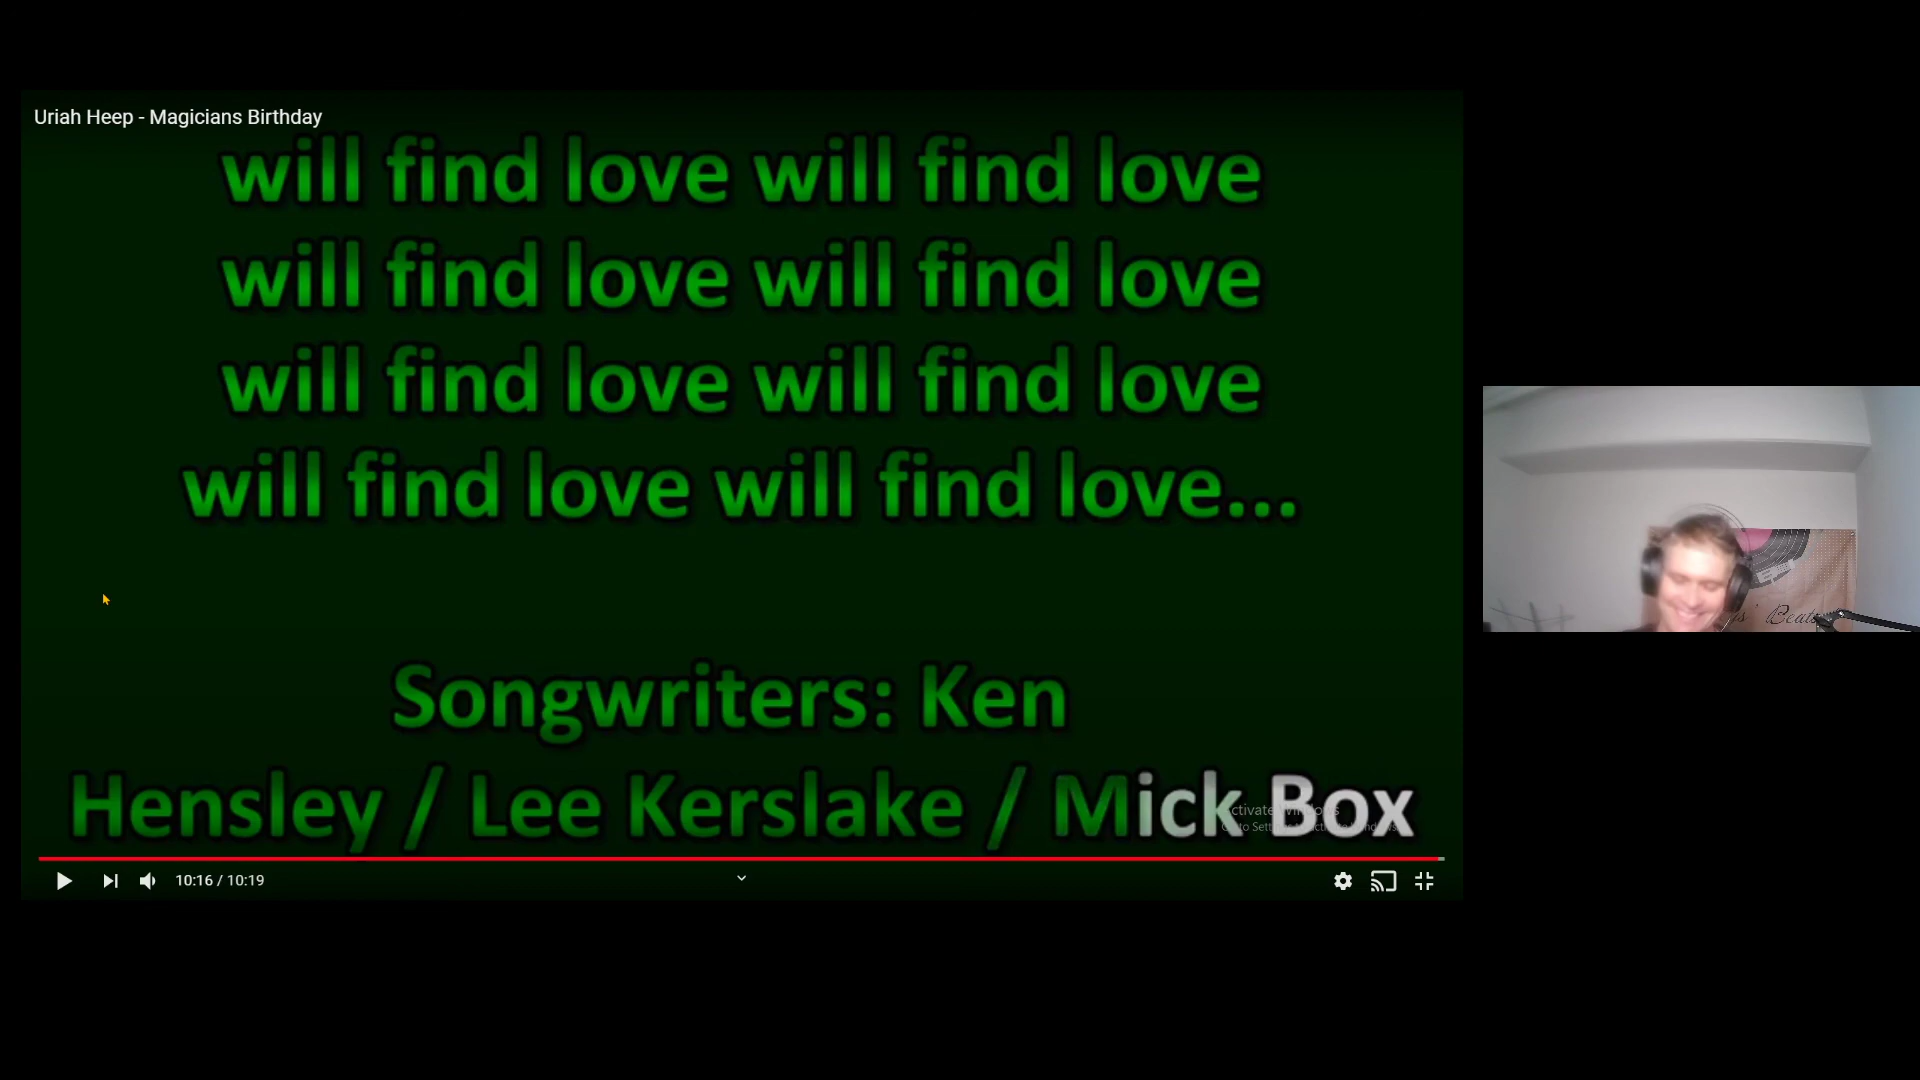 Uriah Heep - Magicians Birthday
will find love will find love
will find love will find love
will find love will find love
will find love will find love...
Songwriters: Ken
Hensley / Lee Kerslake / Mick Box
10:16 / 10:19
Beats